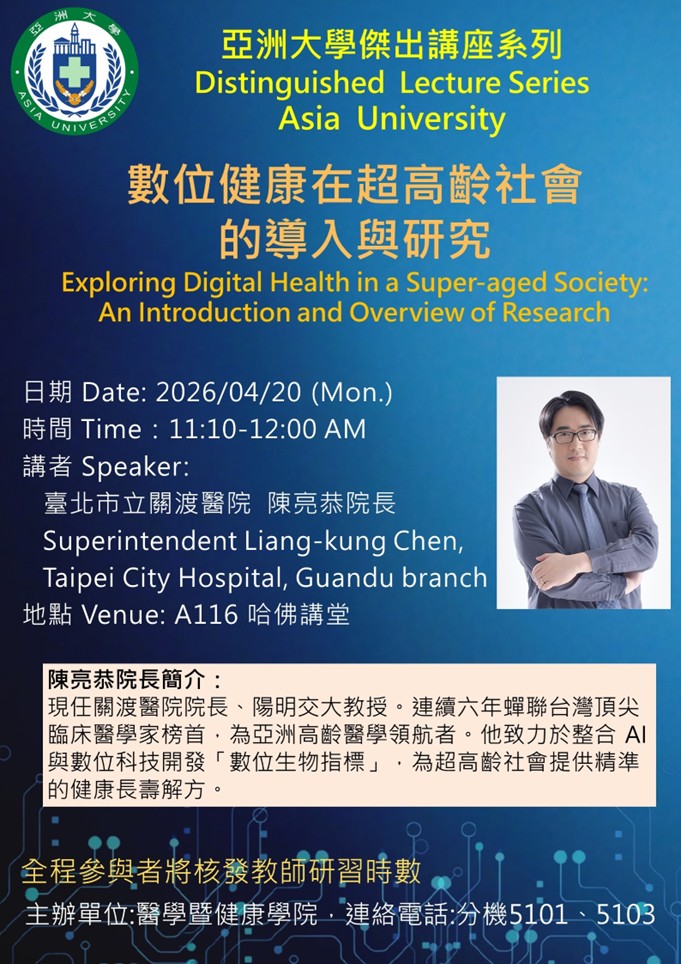 亞洲大學
ASIA UNIVERSITY
亞洲大學傑出講座系列
Distinguished Lecture Series
Asia University
數位健康在超高齡社會
的導入與研究
Exploring Digital Health in a Super-aged Society:
An Introduction and Overview of Research
日期 Date: 2026/04/20 (Mon.)
時間 Time：11:10-12:00 AM
講者 Speaker:
臺北市立關渡醫院 陳亮恭院長
Superintendent Liang-kung Chen,
Taipei City Hospital, Guandu branch
地點 Venue: A116 哈佛講堂
陳亮恭院長簡介：
現任關渡醫院院長、陽明交大教授。連續六年蟬聯台灣頂尖
臨床醫學家榜首，為亞洲高齡醫學領航者。他致力於整合 AI
與數位科技開發「數位生物指標」，為超高齡社會提供精準
的健康長壽解方。
全程參與者將核發教師研習時數
主辦單位:醫學暨健康學院，連絡電話:分機5101、5103